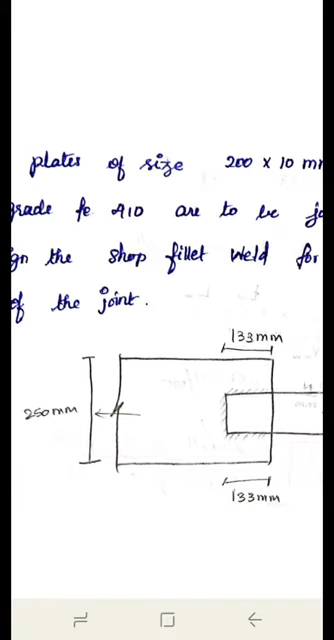 plates of size 200 x 10 mm
grade fe 410 are to be jo
gn the shop fillet weld for
of the joint.
133mm
250mm
133mm